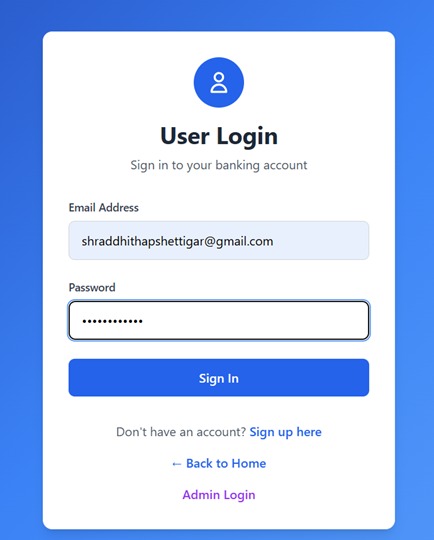 User Login
Sign in to your banking account
Email Address
shraddhithapshettigar@gmail.com
Password
••••••••••••
Sign In
Don't have an account? Sign up here
← Back to Home
Admin Login